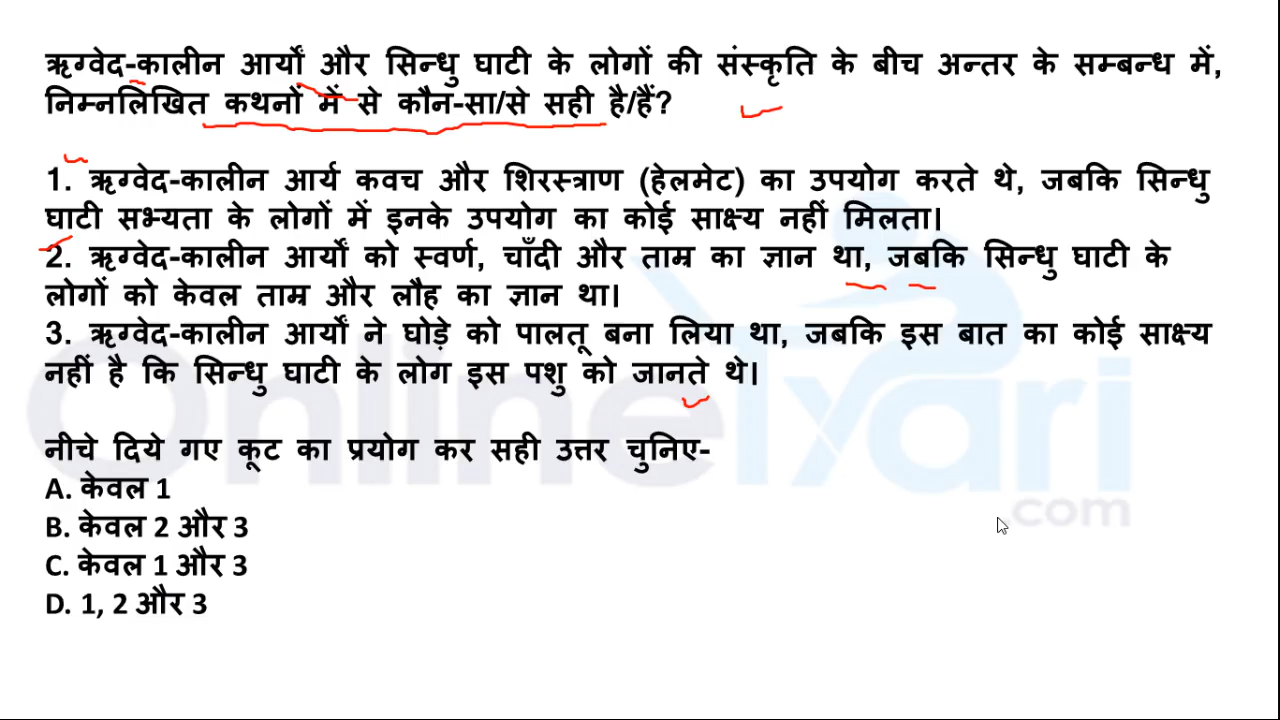 ऋग्वेद-कालीन आर्यों और सिन्धु घाटी के लोगों की संस्कृति के बीच अन्तर के सम्बन्ध में,
निम्नलिखित कथनों में से कौन-सा/से सही है/हैं?
1. ऋग्वेद-कालीन आर्य कवच और शिरस्त्राण (हेलमेट) का उपयोग करते थे, जबकि सिन्धु
घाटी सभ्यता के लोगों में इनके उपयोग का कोई साक्ष्य नहीं मिलता।
2. ऋग्वेद-कालीन आर्यों को स्वर्ण, चाँदी और ताम्र का ज्ञान था, जबकि सिन्धु घाटी के
लोगों को केवल ताम्र और लौह का ज्ञान था।
3. ऋग्वेद-कालीन आर्यों ने घोड़े को पालतू बना लिया था, जबकि इस बात का कोई साक्ष्य
नहीं है कि सिन्धु घाटी के लोग इस पशु को जानते थे।
OnlineTyari
.com
नीचे दिये गए कूट का प्रयोग कर सही उत्तर चुनिए-
A. केवल 1
B. केवल 2 और 3
C. केवल 1 और 3
D. 1, 2 और 3